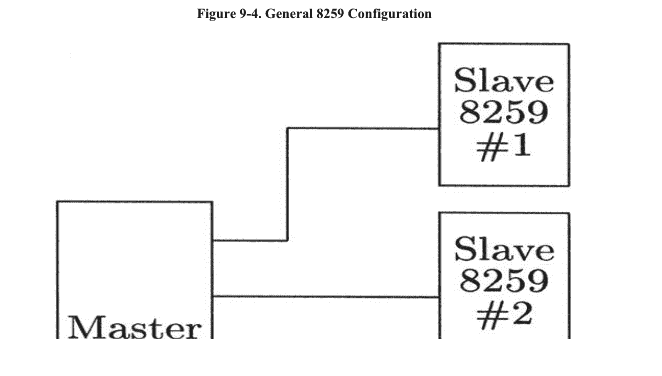 Figure 9-4. General 8259 Configuration
Slave
8259
#1
Slave
8259
#2
Master